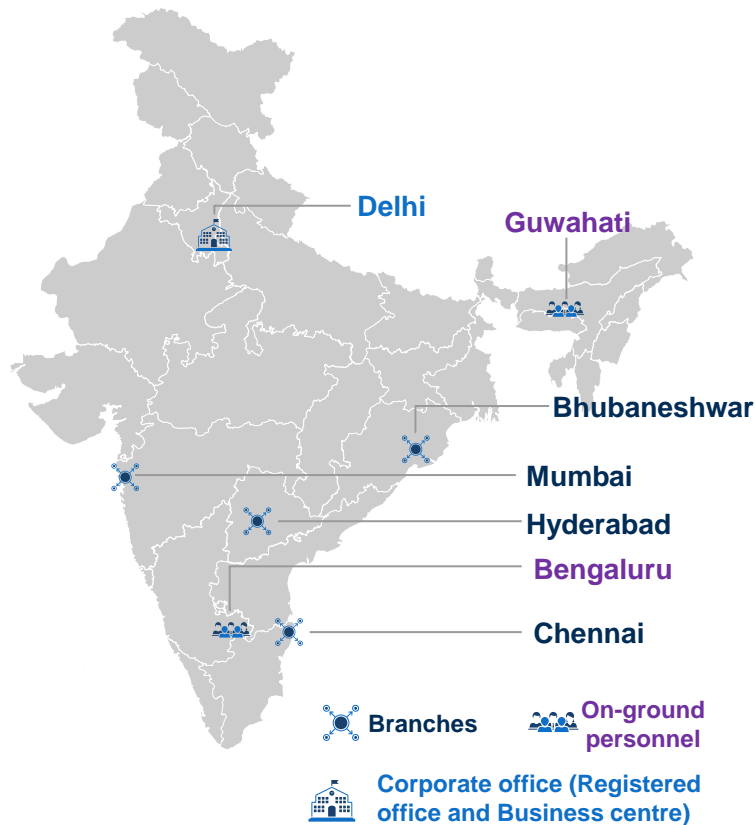 Delhi
Guwahati
Bhubaneshwar
Mumbai
Hyderabad
Bengaluru
Chennai
Branches
On-ground
personnel
Corporate office (Registered
office and Business centre)